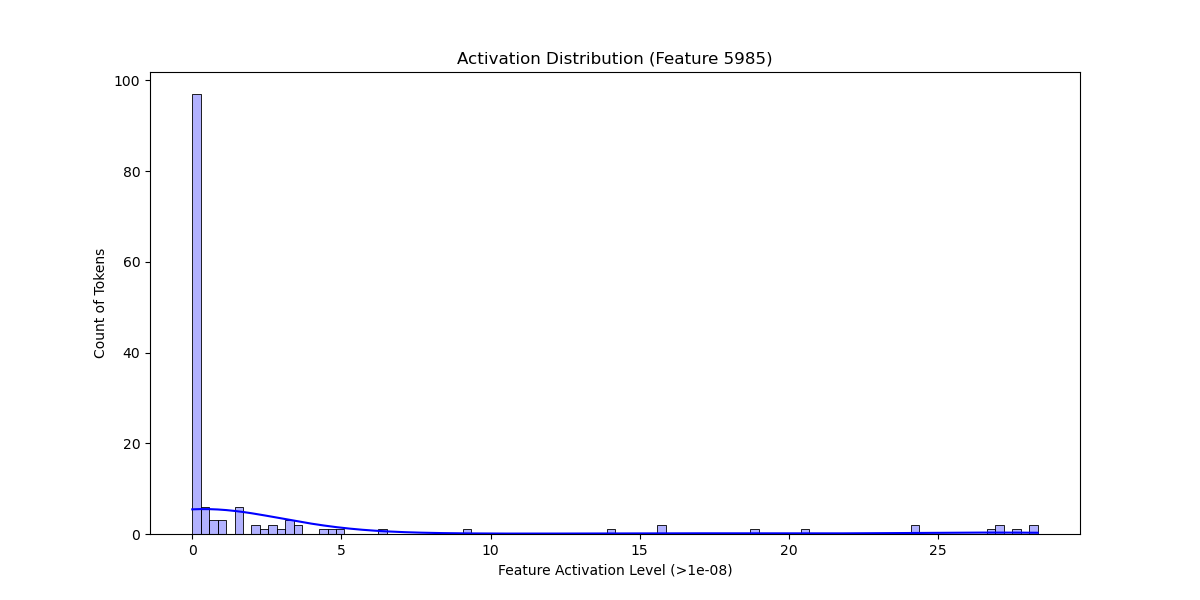 Activation Distribution (Feature 5985)
100
80
60
40
20
0
Count of Tokens
0 5 10 15 20 25
Feature Activation Level (>1e-08)